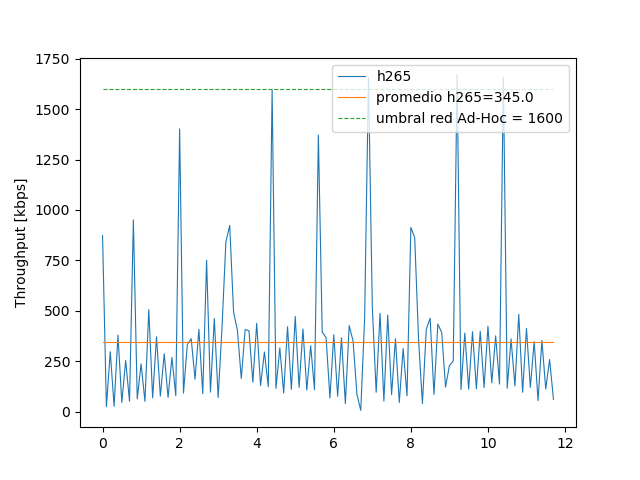 1750
1500
1250
1000
750
500
250
0
Throughput [kbps]
h265
promedio h265=345.0
umbral red Ad-Hoc = 1600
0 2 4 6 8 10 12